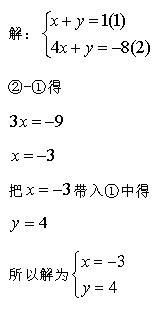 解：{x+y=1(1)
4x+y=-8(2)
②-①得
3x=-9
x=-3
把x=-3带入①中得
y=4
所以解为{x=-3
y=4